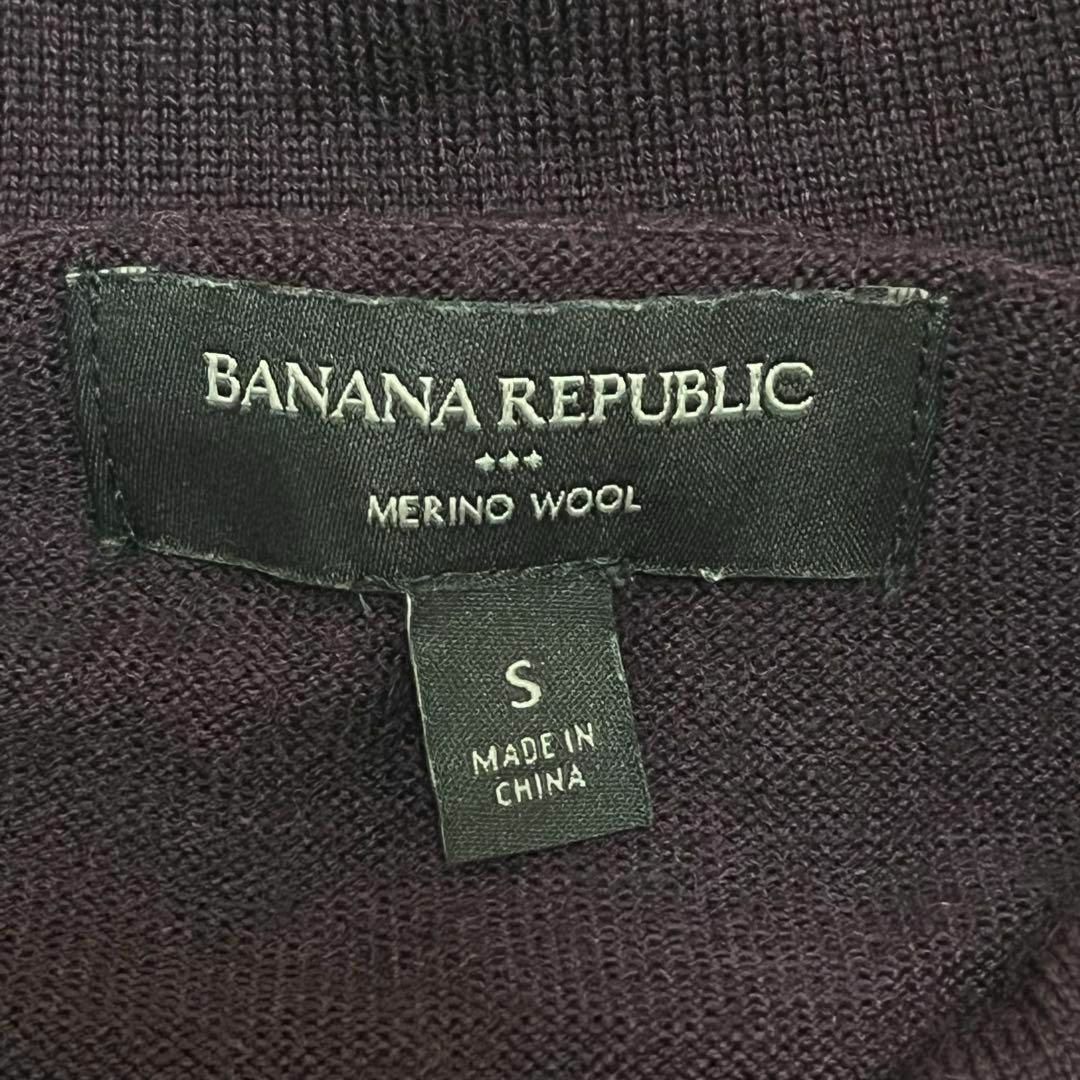 BANANA REPUBLIC
MERINO WOOL
S
MADE IN
CHINA